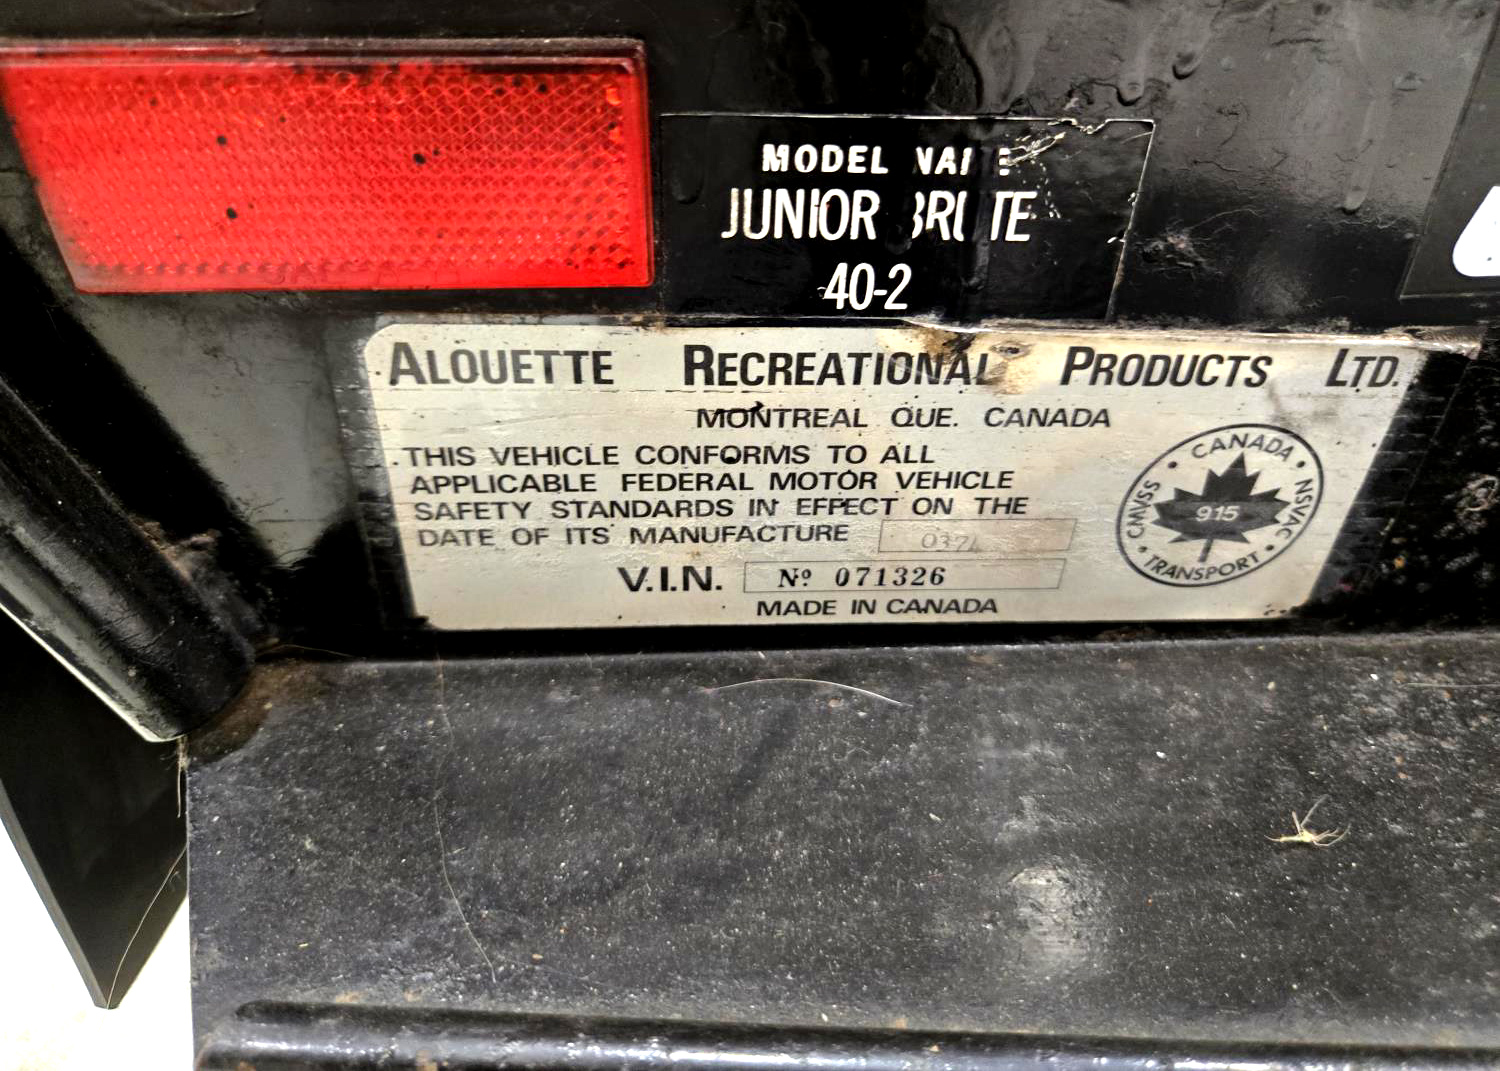 MODEL NAME
JUNIOR BRUTE
40-2
ALOUETTE RECREATIONAL PRODUCTS LTD.
MONTREAL QUE. CANADA
THIS VEHICLE CONFORMS TO ALL
APPLICABLE FEDERAL MOTOR VEHICLE
SAFETY STANDARDS IN EFFECT ON THE
DATE OF ITS MANUFACTURE
V.I.N. Nº 071326
MADE IN CANADA
CANADA
CMVSS 915 NSVAC
TRANSPORT